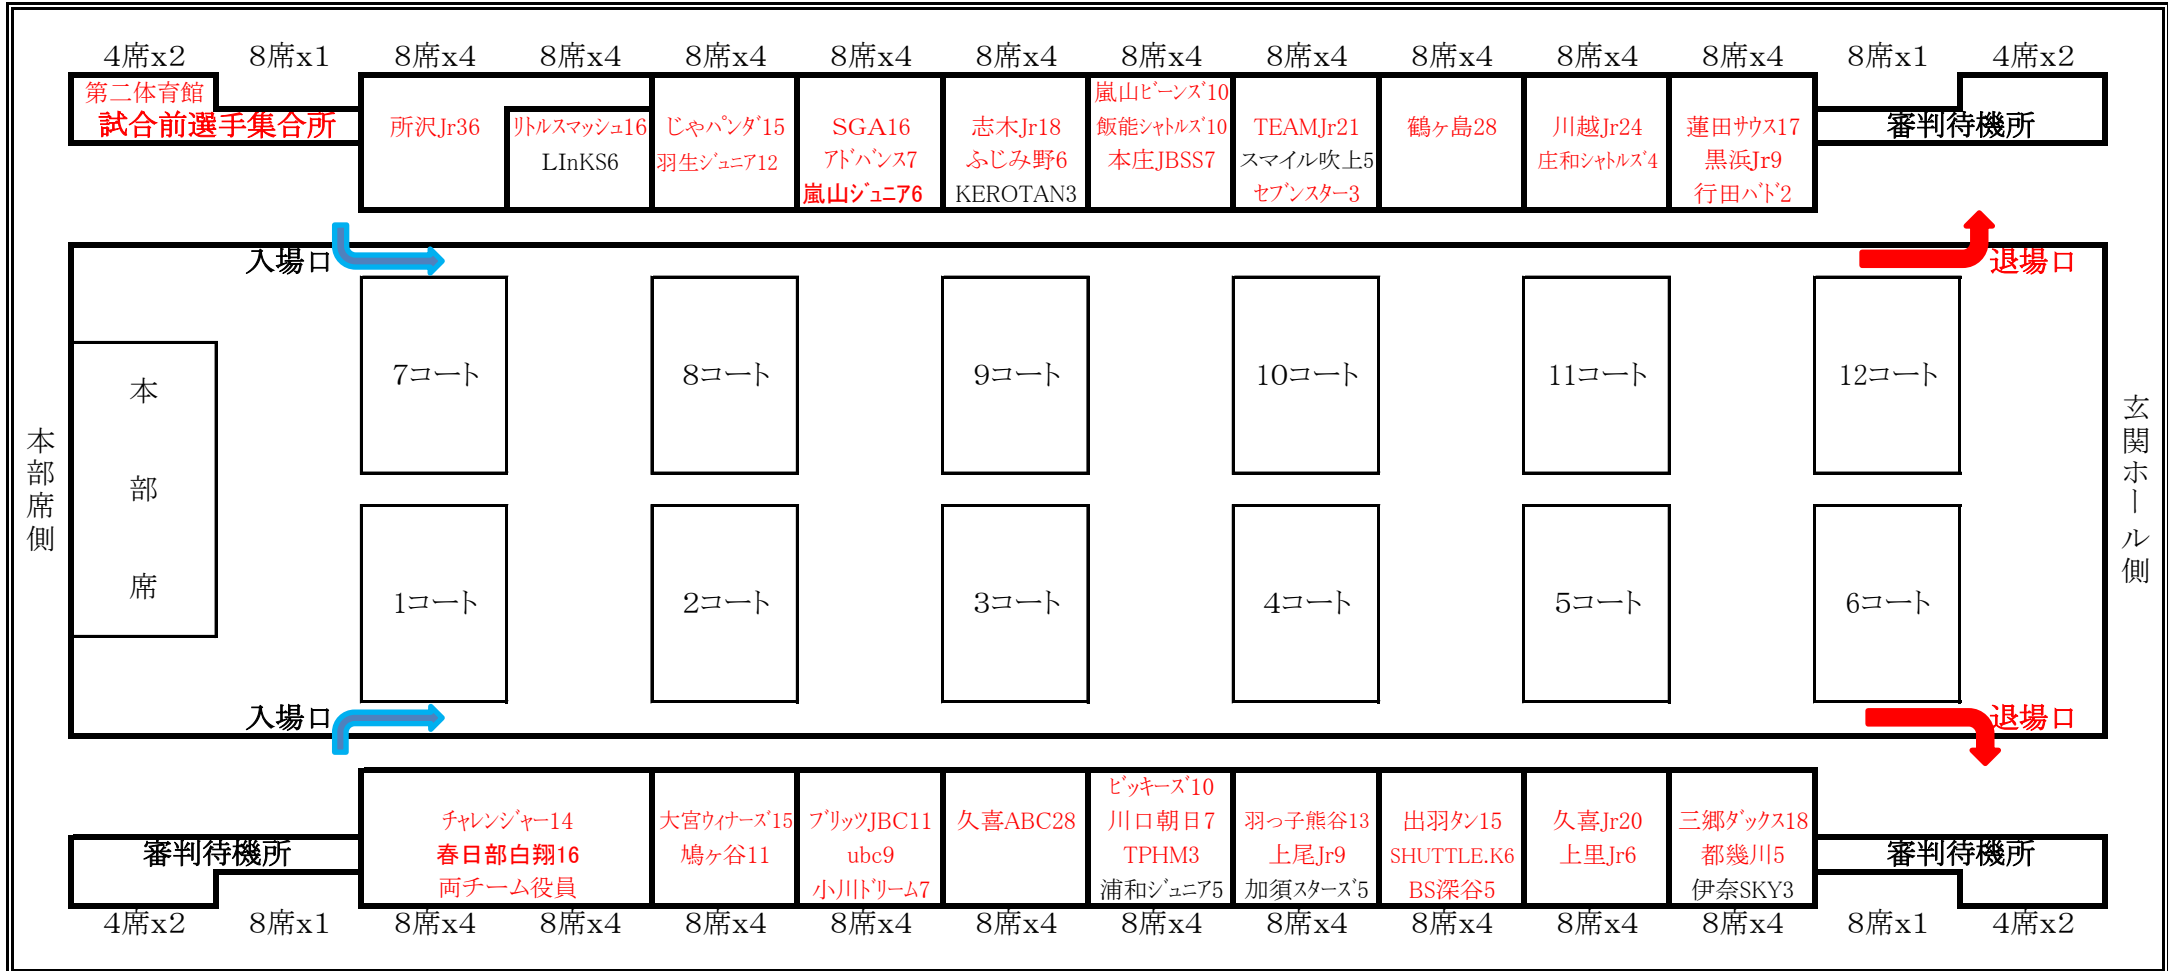 4席x2 8席x1 8席x4 8席x4 8席x4 8席x4 8席x4 8席x4 8席x4 8席x4 8席x4 8席x4 8席x1 4席x2
第二体育館
試合前選手集合所
所沢Jr36
リトルスマッシュ16
LInKS6
じゃパンダ15
羽生ジュニア12
SGA16
アドバンス7
嵐山ジュニア6
志木Jr18
ふじみ野6
KEROTAN3
嵐山ビーンズ10
飯能シャトルズ10
本庄JBSS7
TEAMJr21
スマイル吹上5
セブンスター3
鶴ヶ島28
川越Jr24
庄和シャトルズ4
蓮田サウス17
黒浜Jr9
行田バド2
審判待機所
入場口
退場口
本部席側
本部席
7コート 8コート 9コート 10コート 11コート 12コート
1コート 2コート 3コート 4コート 5コート 6コート
玄関ホール側
入場口
退場口
審判待機所
チャレンジャー14
春日部白翔16
両チーム役員
大宮ウィナーズ15
鳩ヶ谷11
ブリッツJBC11
ubc9
小川ドリーム7
久喜ABC28
ビッキーズ10
川口朝日7
TPHM3
浦和ジュニア5
羽っ子熊谷13
上尾Jr9
加須スターズ5
出羽タン15
SHUTTLE.K6
BS深谷5
久喜Jr20
上里Jr6
三郷ダックス18
都幾川5
伊奈SKY3
審判待機所
4席x2 8席x1 8席x4 8席x4 8席x4 8席x4 8席x4 8席x4 8席x4 8席x4 8席x4 8席x4 8席x1 4席x2